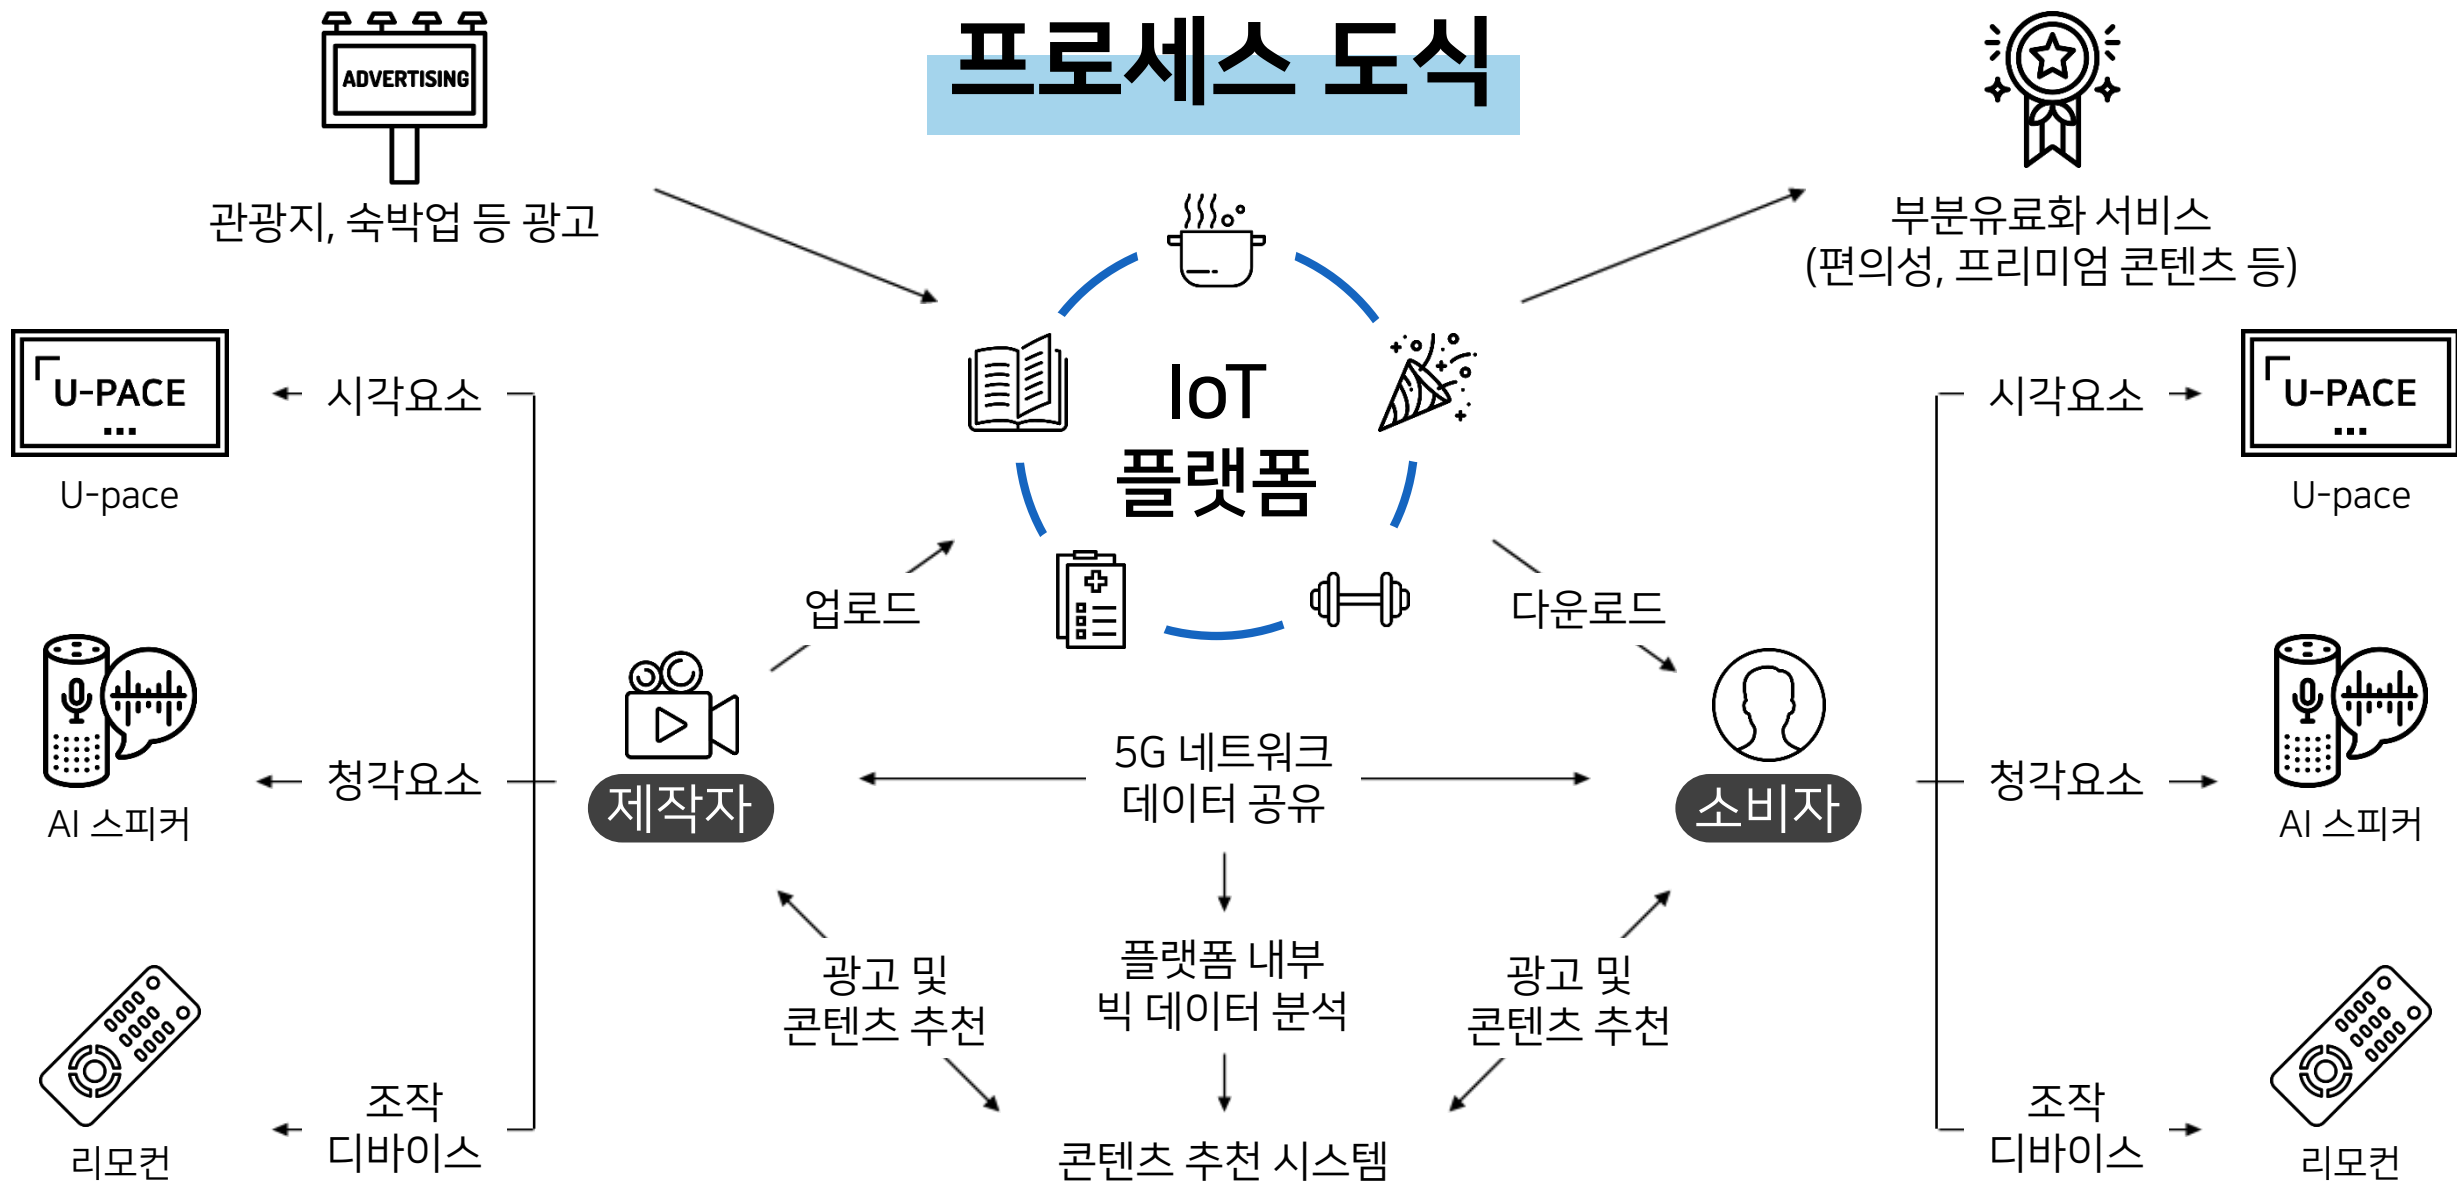 프로세스 도식
ADVERTISING
관광지, 숙박업 등 광고
부분유료화 서비스
(편의성, 프리미엄 콘텐츠 등)
IoT
플랫폼
U-PACE
U-pace
시각요소
시각요소
U-PACE
U-pace
업로드
다운로드
AI 스피커
청각요소
제작자
5G 네트워크
데이터 공유
소비자
청각요소
AI 스피커
광고 및
콘텐츠 추천
플랫폼 내부
빅 데이터 분석
광고 및
콘텐츠 추천
리모컨
조작
디바이스
콘텐츠 추천 시스템
조작
디바이스
리모컨